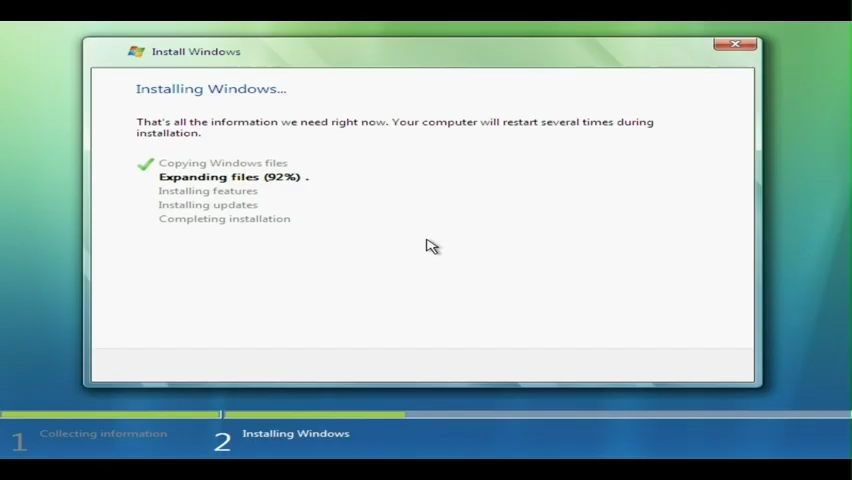 Install Windows
Installing Windows...
That's all the information we need right now. Your computer will restart several times during
installation.
Copying Windows files
Expanding files (92%) .
Installing features
Installing updates
Completing installation
1 Collecting information
2 Installing Windows